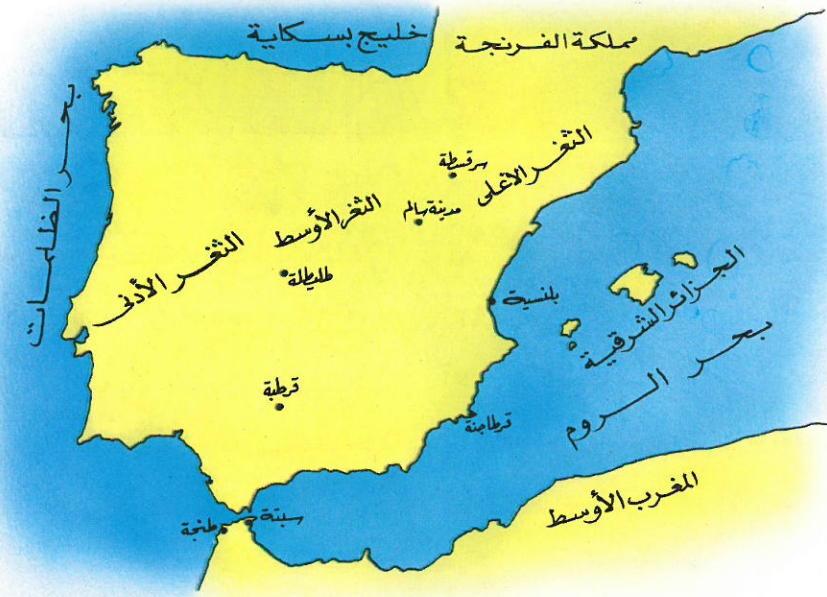 خليج بسكاية
مملكة الفرنجة
بحر الظلمات
الثغر الأعلى
سرقسطة
مدينة سالم
الثغر الأوسط
الثغر الأدنى
طليطلة
بلنسية
الجزائر الشرقية
بحر الروم
قرطبة
قرطاجنة
المغرب الأوسط
سبتة
طنجة